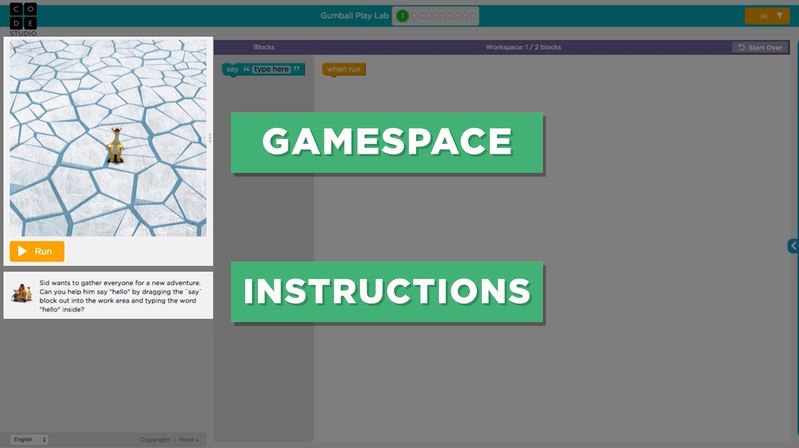 C O
D E
STUDIO
Gumball Play Lab
1
Hi
Blocks
Workspace: 1 / 2 blocks
Start Over
say “ type here ”
when run
GAMESPACE
Run
Sid wants to gather everyone for a new adventure.
Can you help him say "hello" by dragging the `say`
block out into the work area and typing the word
"hello" inside?
INSTRUCTIONS
English
Copyright | More